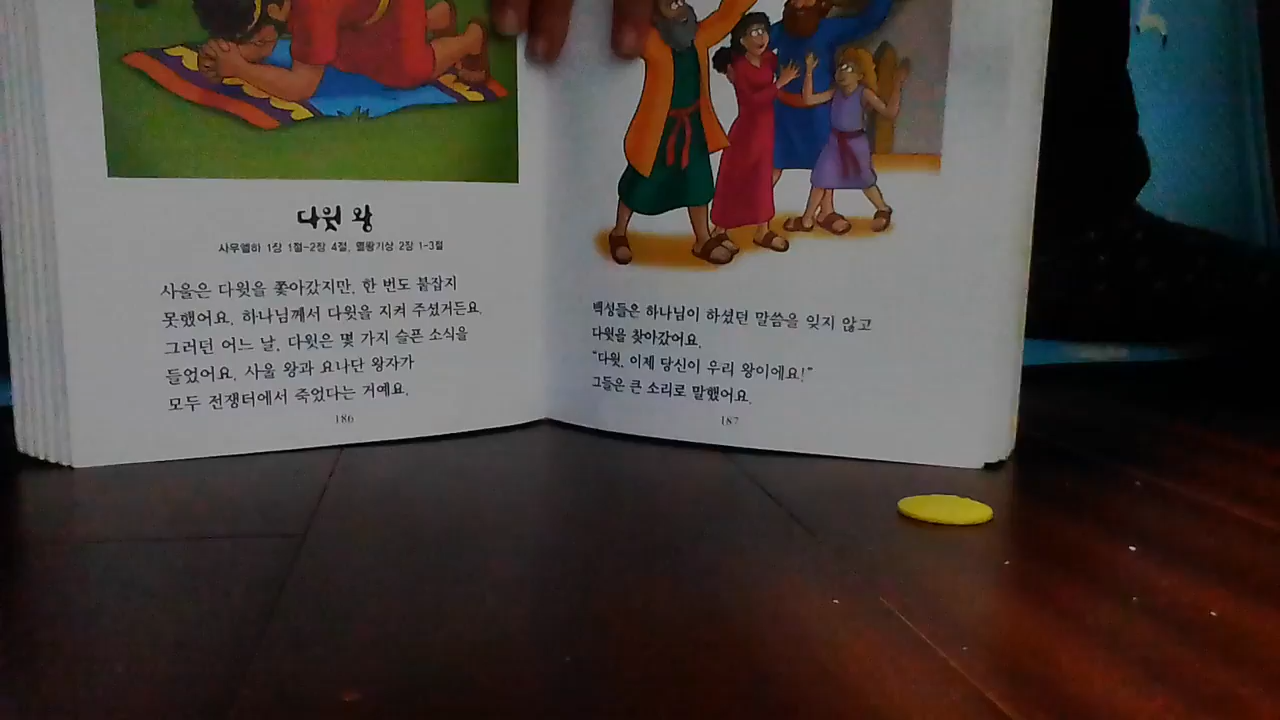 다윗 왕
사무엘하 1장 1절-2장 4절, 열왕기상 2장 1-3절
사울은 다윗을 쫓아갔지만, 한 번도 붙잡지
못했어요. 하나님께서 다윗을 지켜 주셨거든요.
그러던 어느 날, 다윗은 몇 가지 슬픈 소식을
들었어요. 사울 왕과 요나단 왕자가
모두 전쟁터에서 죽었다는 거예요.
186
백성들은 하나님이 하셨던 말씀을 잊지 않고
다윗을 찾아갔어요.
"다윗, 이제 당신이 우리 왕이에요!"
그들은 큰 소리로 말했어요.
187